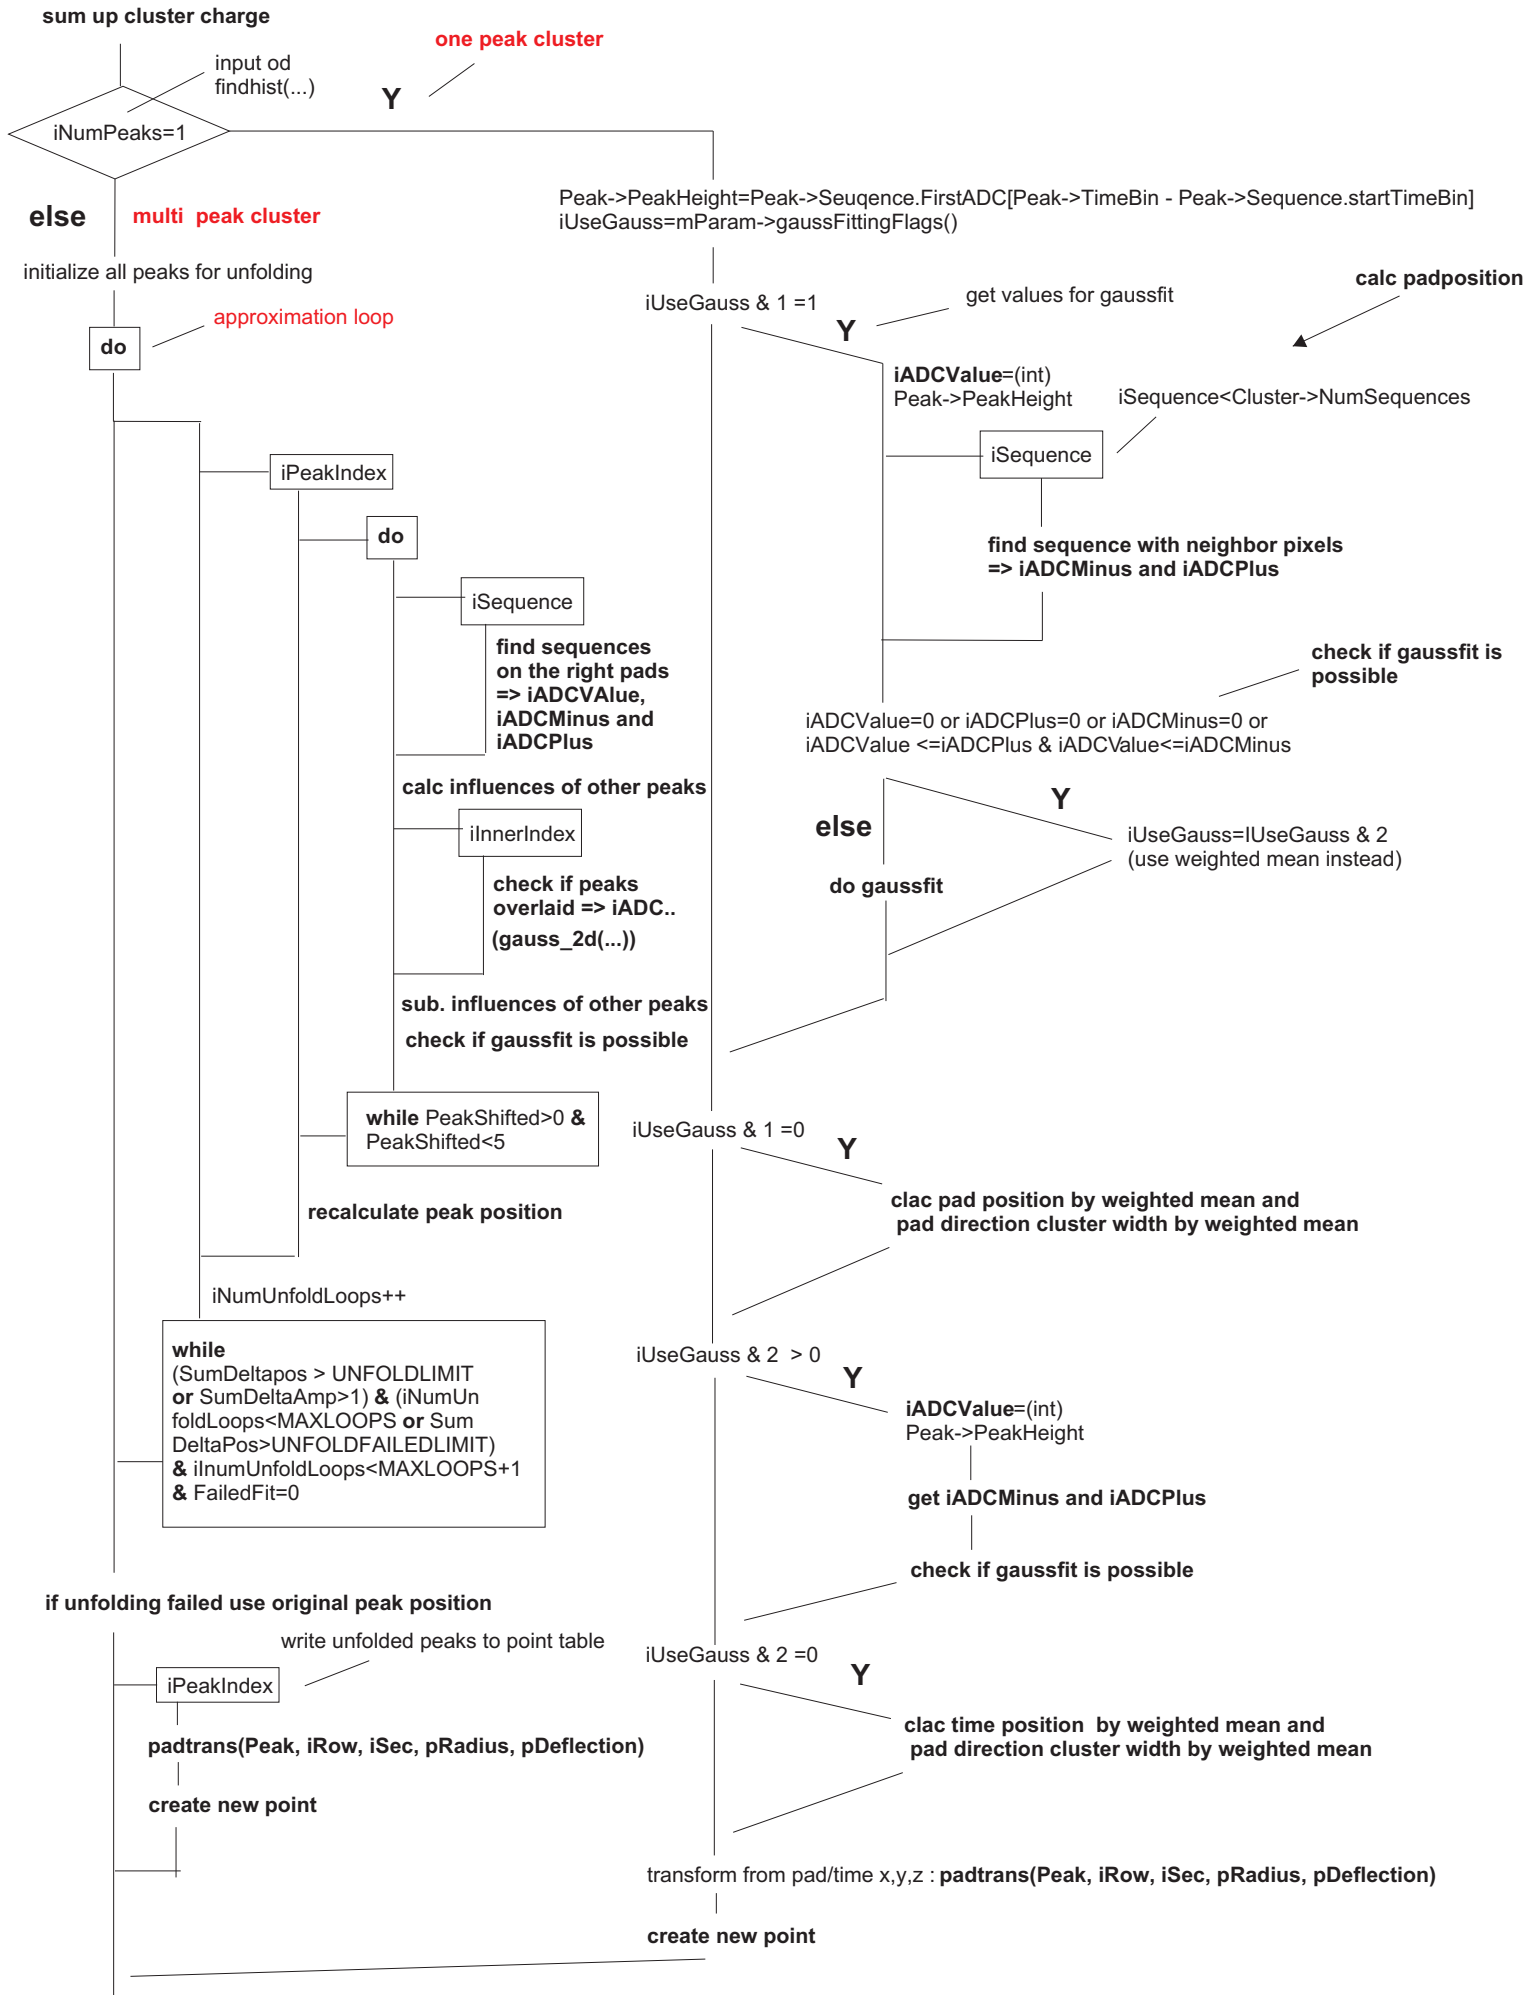 sum up cluster charge
one peak cluster
input od
findhist(...)
Y
iNumPeaks=1
Peak->PeakHeight=Peak->Seuqence.FirstADC[Peak->TimeBin - Peak->Sequence.startTimeBin]
iUseGauss=mParam->gaussFittingFlags()
else
multi  peak cluster
initialize all peaks for unfolding
approximation loop
do
iPeakIndex
do
iSequence
find sequences
on the right pads
=> iADCVAlue,
iADCMinus and
iADCPlus
calc influences of other peaks
iInnerIndex
check if peaks
overlaid => iADC..
(gauss_2d(...))
sub. influences of other peaks
check if gaussfit is possible
while PeakShifted>0 &
PeakShifted<5
recalculate peak position
iNumUnfoldLoops++
while
(SumDeltapos > UNFOLDLIMIT
or SumDeltaAmp>1) & (iNumUn
foldLoops<MAXLOOPS or Sum
DeltaPos>UNFOLDFAILEDLIMIT)
& iInumUnfoldLoops<MAXLOOPS+1
& FailedFit=0
if unfolding failed use original peak position
write unfolded peaks to point table
iPeakIndex
padtrans(Peak, iRow, iSec, pRadius, pDeflection)
create new point
iUseGauss & 1 =1
Y
get values for gaussfit
calc padposition
iADCValue=(int)
Peak->PeakHeight
iSequence<Cluster->NumSequences
iSequence
find sequence with neighbor pixels
=> iADCMinus and iADCPlus
check if gaussfit is
possible
iADCValue=0 or iADCPlus=0 or iADCMinus=0 or
iADCValue <=iADCPlus & iADCValue<=iADCMinus
Y
else
iUseGauss=IUseGauss & 2
(use weighted mean instead)
do gaussfit
iUseGauss & 1 =0
Y
clac pad position by weighted mean and
pad direction cluster width by weighted mean
iUseGauss & 2  > 0
Y
iADCValue=(int)
Peak->PeakHeight
get iADCMinus and iADCPlus
check if gaussfit is possible
iUseGauss & 2 =0
Y
clac time position  by weighted mean and
pad direction cluster width by weighted mean
transform from pad/time x,y,z : padtrans(Peak, iRow, iSec, pRadius, pDeflection)
create new point